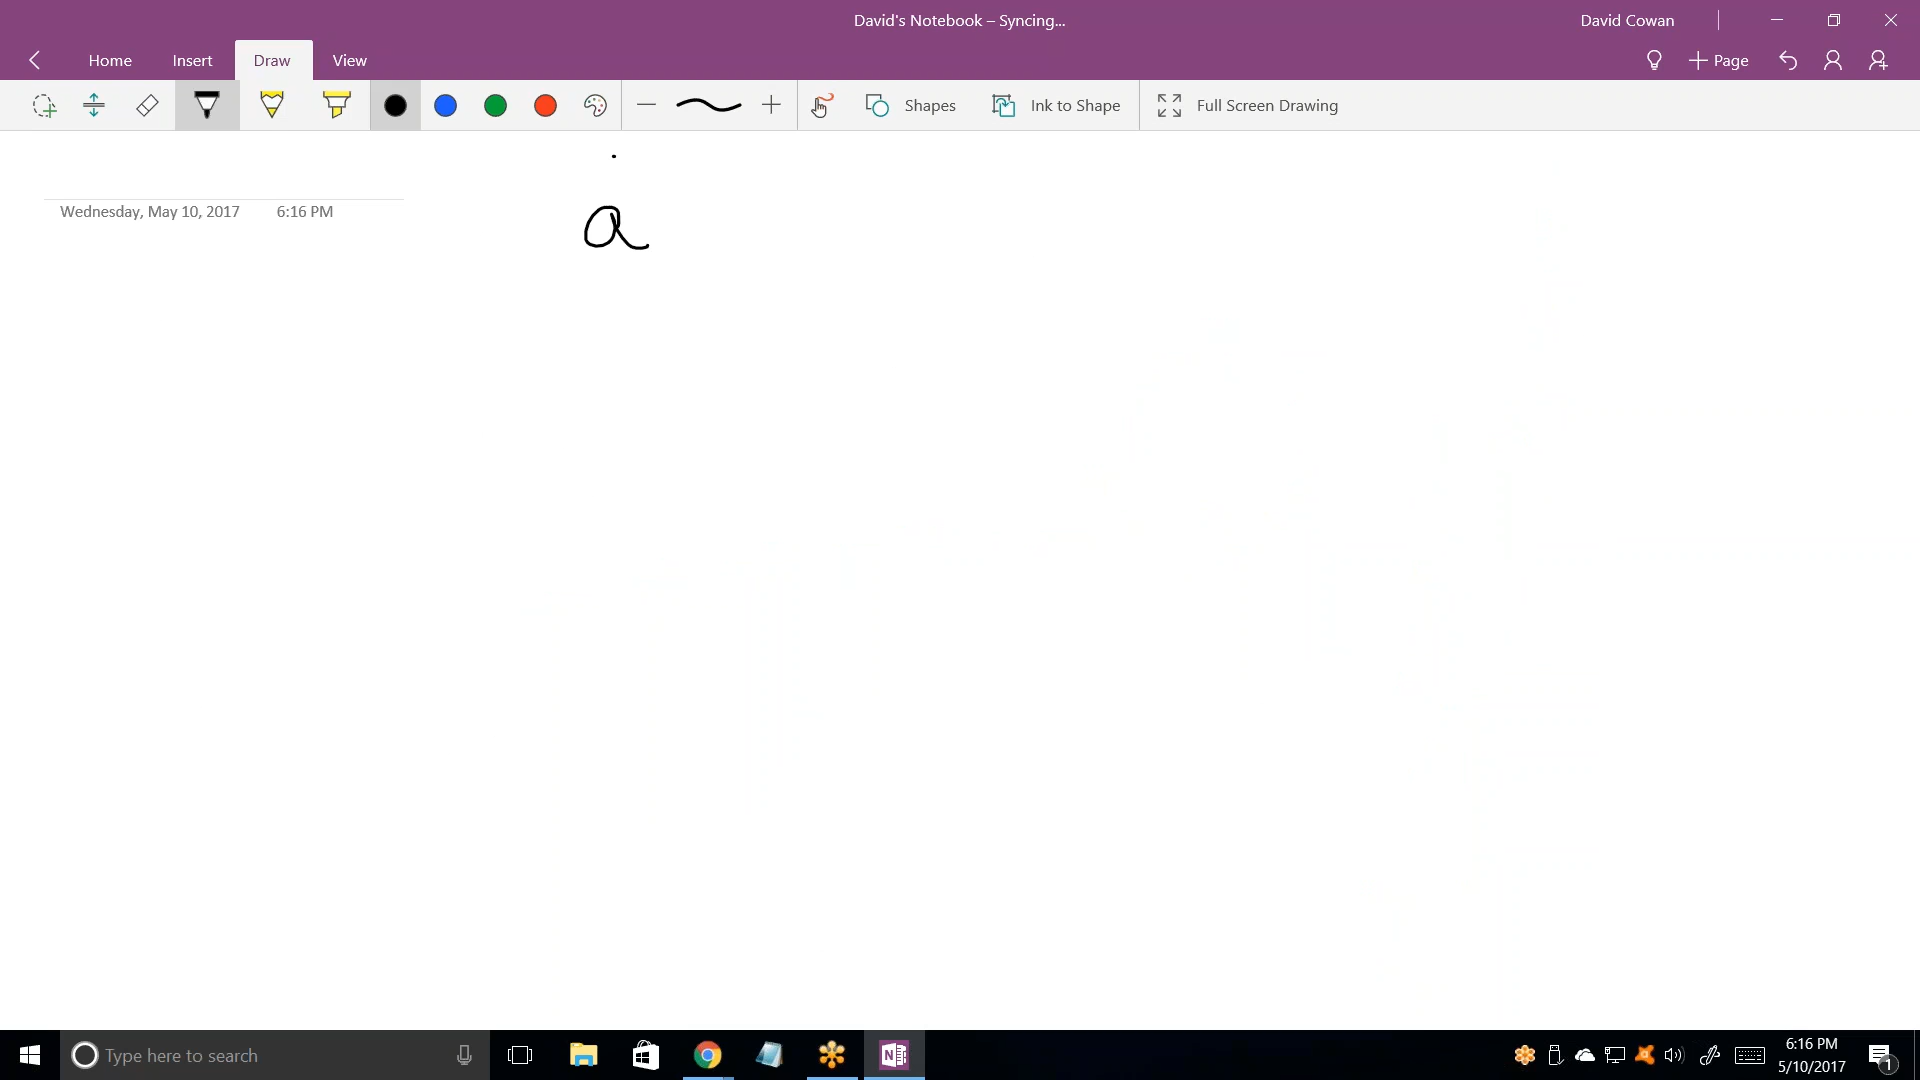 David's Notebook – Syncing...
David Cowan
Home
Insert
Draw
View
Page
Shapes
Ink to Shape
Full Screen Drawing
Wednesday, May 10, 2017 6:16 PM
a
Type here to search
N
6:16 PM
5/10/2017
1